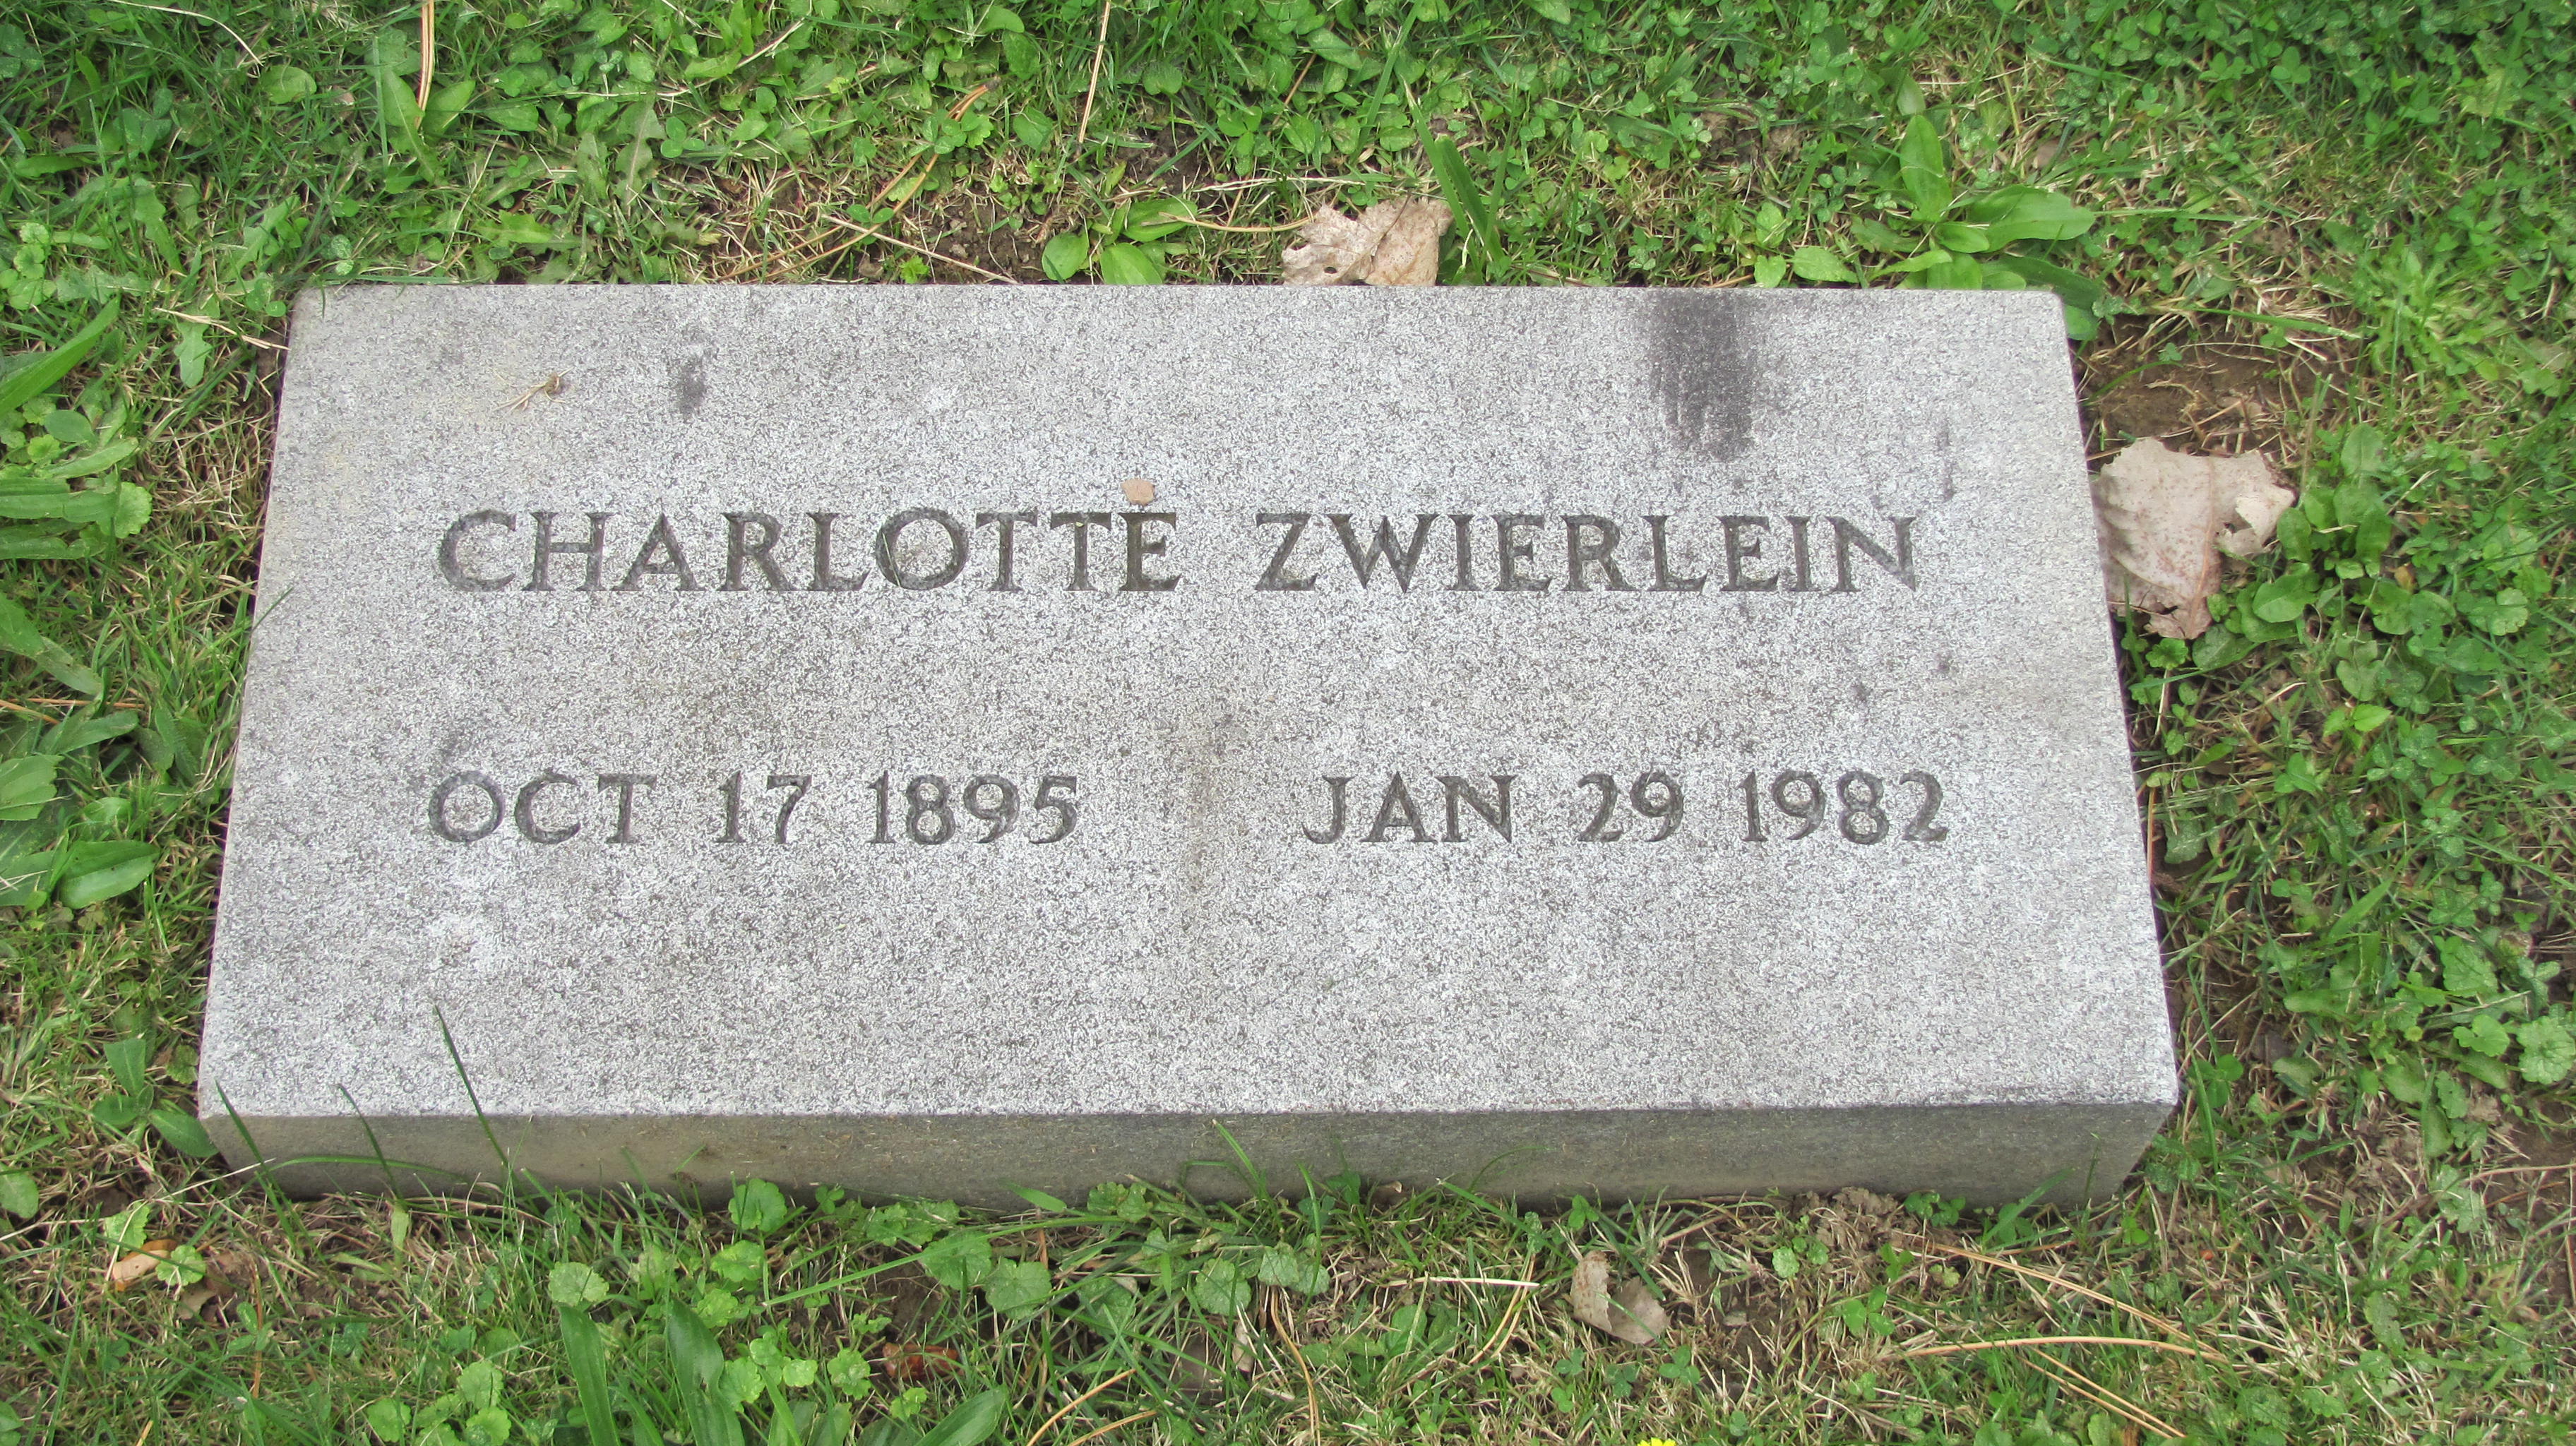 CHARLOTTE ZWIERLEIN
OCT 17 1895 JAN 29 1982